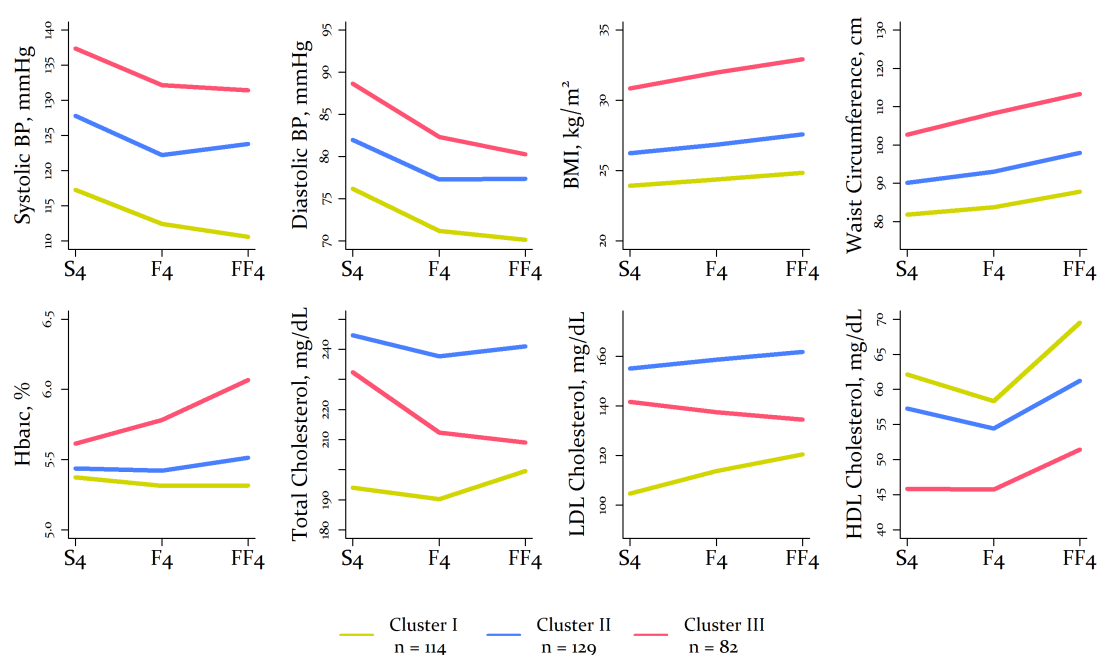 Systolic BP, mmHg
140
135
130
125
120
115
110
S4 F4 FF4
Diastolic BP, mmHg
95
90
85
80
75
70
S4 F4 FF4
BMI, kg/m²
35
30
25
20
S4 F4 FF4
Waist Circumference, cm
130
120
110
100
90
80
S4 F4 FF4
Hba1c, %
6.5
6.0
5.5
5.0
S4 F4 FF4
Total Cholesterol, mg/dL
240
220
210
190
180
S4 F4 FF4
LDL Cholesterol, mg/dL
160
140
120
100
S4 F4 FF4
HDL Cholesterol, mg/dL
70
65
60
55
50
45
40
S4 F4 FF4
Cluster I
n = 114
Cluster II
n = 129
Cluster III
n = 82